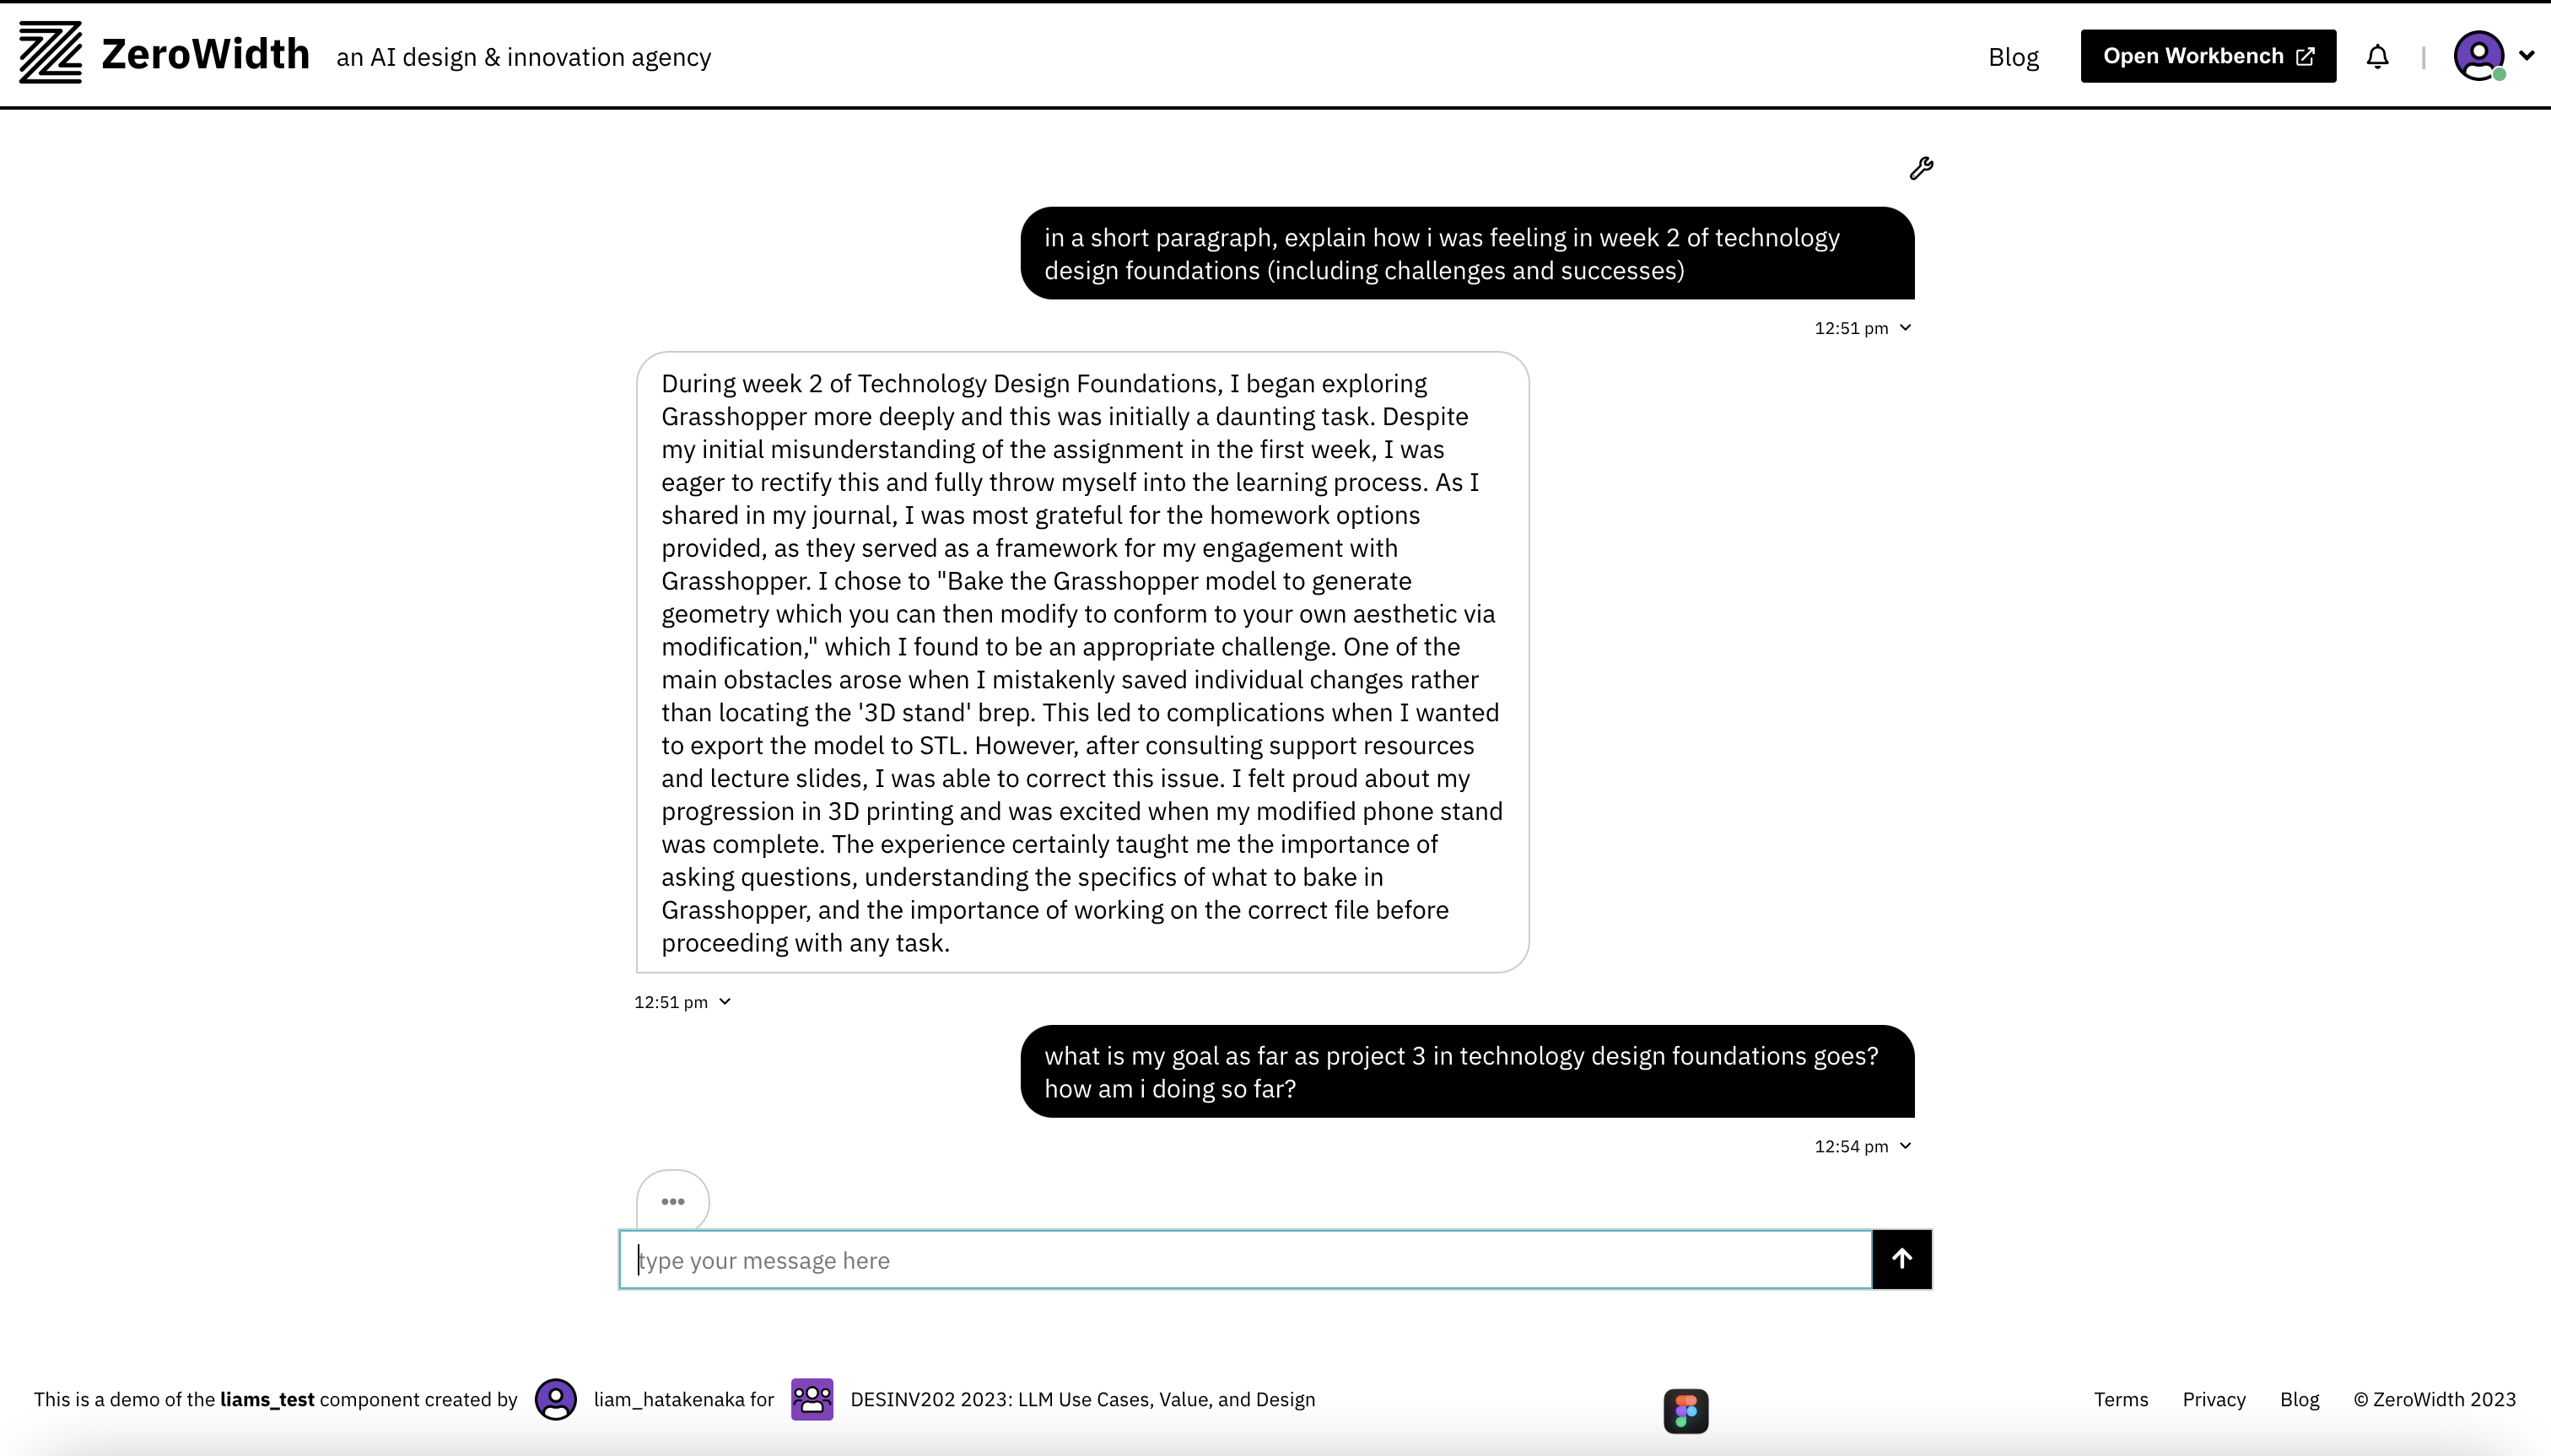 ZeroWidth an AI design & innovation agency Blog Open Workbench
in a short paragraph, explain how i was feeling in week 2 of technology
design foundations (including challenges and successes)
12:51 pm
During week 2 of Technology Design Foundations, I began exploring
Grasshopper more deeply and this was initially a daunting task. Despite
my initial misunderstanding of the assignment in the first week, I was
eager to rectify this and fully throw myself into the learning process. As I
shared in my journal, I was most grateful for the homework options
provided, as they served as a framework for my engagement with
Grasshopper. I chose to "Bake the Grasshopper model to generate
geometry which you can then modify to conform to your own aesthetic via
modification," which I found to be an appropriate challenge. One of the
main obstacles arose when I mistakenly saved individual changes rather
than locating the '3D stand' brep. This led to complications when I wanted
to export the model to STL. However, after consulting support resources
and lecture slides, I was able to correct this issue. I felt proud about my
progression in 3D printing and was excited when my modified phone stand
was complete. The experience certainly taught me the importance of
asking questions, understanding the specifics of what to bake in
Grasshopper, and the importance of working on the correct file before
proceeding with any task.
12:51 pm
what is my goal as far as project 3 in technology design foundations goes?
how am i doing so far?
12:54 pm
type your message here
This is a demo of the liams_test component created by liam_hatakenaka for DESINV202 2023: LLM Use Cases, Value, and Design Terms Privacy Blog © ZeroWidth 2023